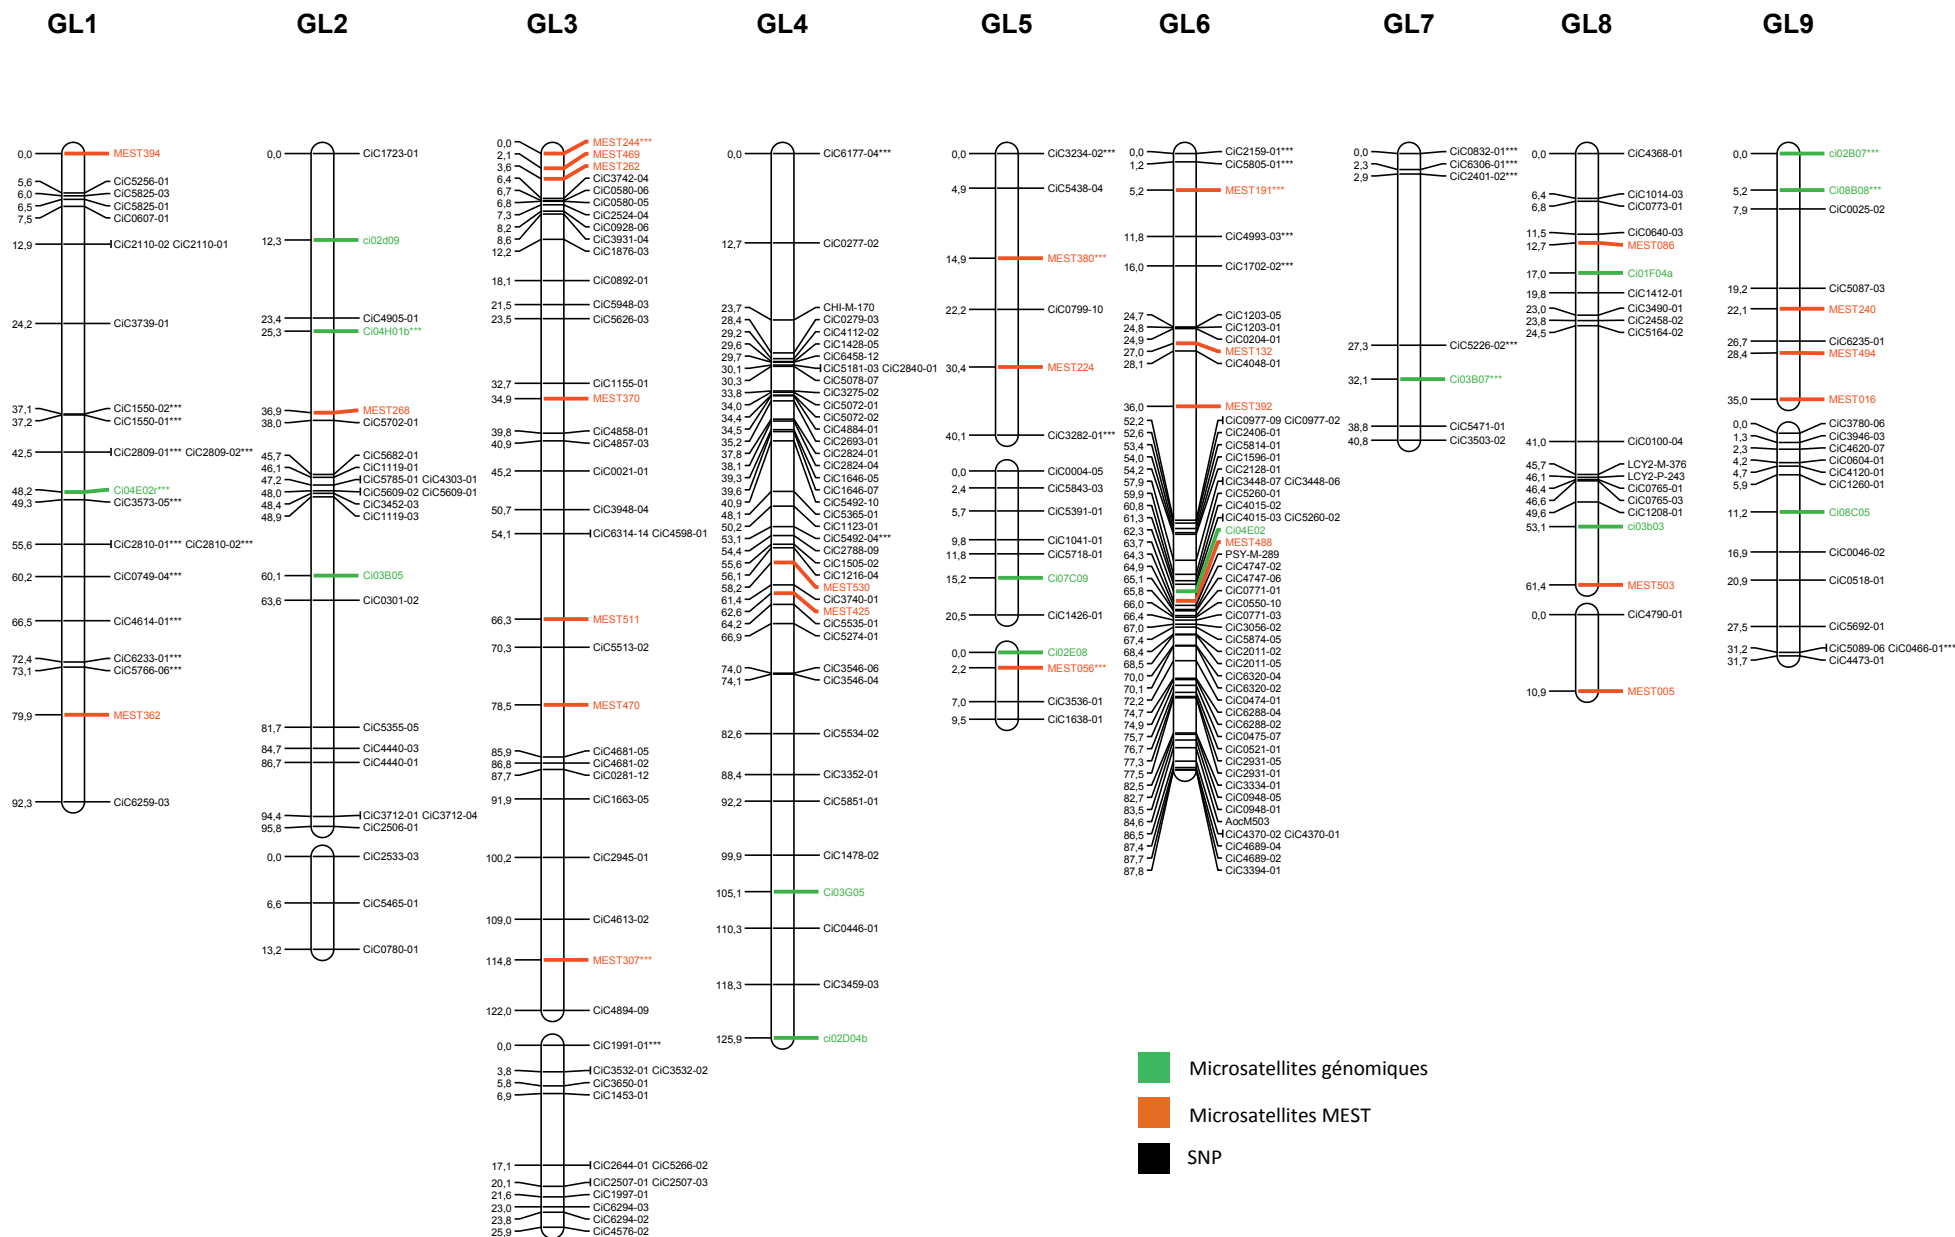 GL1 GL2 GL3 GL4 GL5 GL6 GL7 GL8 GL9
0,0 MEST394
5,6 CiC5256-01
6,0 CiC5825-03
6,5 CiC5825-01
7,5 CiC0607-01
12,9 CiC2110-02 CiC2110-01
24,2 CiC3739-01
37,1 CiC1550-02***
37,2 CiC1550-01***
42,5 CiC2809-01*** CiC2809-02***
48,2 Ci04E02r***
49,3 CiC3573-05***
55,6 CiC2810-01*** CiC2810-02***
60,2 CiC0749-04***
66,5 CiC4614-01***
72,4 CiC6233-01***
73,1 CiC5766-06***
79,9 MEST362
92,3 CiC6259-03
0,0 CiC1723-01
12,3 ci02d09
23,4 CiC4905-01
25,3 Ci04H01b***
36,9 MEST268
38,0 CiC5702-01
45,7 CiC5682-01
46,1 CiC1119-01
47,2 CiC5785-01 CiC4303-01
48,0 CiC5609-02 CiC5609-01
48,4 CiC3452-03
48,9 CiC1119-03
60,1 Ci03B05
63,6 CiC0301-02
81,7 CiC5355-05
84,7 CiC4440-03
86,7 CiC4440-01
94,4 CiC3712-01 CiC3712-04
95,8 CiC2506-01
0,0 CiC2533-03
6,6 CiC5465-01
13,2 CiC0780-01
0,0 MEST244***
2,1 MEST469
3,6 MEST262
6,4 CiC3742-04
6,7 CiC0580-06
6,8 CiC0580-05
7,3 CiC2524-04
8,2 CiC0928-06
8,6 CiC3931-04
12,2 CiC1876-03
18,1 CiC0892-01
21,5 CiC5948-03
23,5 CiC5626-03
32,7 CiC1155-01
34,9 MEST370
39,8 CiC4858-01
40,9 CiC4857-03
45,2 CiC0021-01
50,7 CiC3948-04
54,1 CiC6314-14 CiC4598-01
66,3 MEST511
70,3 CiC5513-02
78,5 MEST470
85,9 CiC4681-05
86,8 CiC4681-02
87,7 CiC0281-12
91,9 CiC1663-05
100,2 CiC2945-01
109,0 CiC4613-02
114,8 MEST307***
122,0 CiC4894-09
0,0 CiC1991-01***
3,8 CiC3532-01 CiC3532-02
5,8 CiC3650-01
6,9 CiC1453-01
17,1 CiC2644-01 CiC5266-02
20,1 CiC2507-01 CiC2507-03
21,6 CiC1997-01
23,0 CiC6294-03
23,8 CiC6294-02
25,9 CiC4576-02
0,0 CiC6177-04***
12,7 CiC0277-02
23,7 CHI-M-170
28,4 CiC0279-03
29,2 CiC4112-02
29,6 CiC1428-05
29,7 CiC6458-12
30,1 CiC5181-03 CiC2840-01
30,3 CiC5078-07
33,8 CiC3275-02
34,0 CiC5072-01
34,4 CiC5072-02
34,5 CiC4884-01
35,2 CiC2693-01
37,8 CiC2824-01
38,1 CiC2824-04
39,3 CiC1646-05
39,6 CiC1646-07
40,9 CiC5492-10
48,1 CiC5365-01
50,2 CiC1123-01
53,1 CiC5492-04***
54,4 CiC2788-09
55,6 CiC1505-02
56,1 CiC1216-04
58,2 MEST530
61,4 CiC3740-01
62,6 MEST425
64,2 CiC5535-01
66,9 CiC5274-01
74,0 CiC3546-06
74,1 CiC3546-04
82,6 CiC5534-02
88,4 CiC3352-01
92,2 CiC5851-01
99,9 CiC1478-02
105,1 Ci03G05
110,3 CiC0446-01
118,3 CiC3459-03
125,9 ci02D04b
0,0 CiC3234-02***
4,9 CiC5438-04
14,9 MEST380***
22,2 CiC0799-10
30,4 MEST224
40,1 CiC3282-01***
0,0 CiC0004-05
2,4 CiC5843-03
5,7 CiC5391-01
9,8 CiC1041-01
11,8 CiC5718-01
15,2 Ci07C09
20,5 CiC1426-01
0,0 Ci02E08
2,2 MEST056***
7,0 CiC3536-01
9,5 CiC1638-01
0,0 CiC2159-01***
1,2 CiC5805-01***
5,2 MEST191***
11,8 CiC4993-03***
16,0 CiC1702-02***
24,7 CiC1203-05
24,8 CiC1203-01
24,9 CiC0204-01
27,0 MEST132
28,1 CiC4048-01
36,0 MEST392
52,2 CiC0977-09 CiC0977-02
52,6 CiC2406-01
53,4 CiC5814-01
54,0 CiC1596-01
54,2 CiC2128-01
57,9 CiC3448-07 CiC3448-06
59,9 CiC5260-01
60,8 CiC4015-02
61,3 CiC4015-03 CiC5260-02
62,3 Ci04E02
63,7 MEST488
64,3 PSY-M-289
64,9 CiC4747-02
65,1 CiC4747-06
65,8 CiC0771-01
66,0 CiC0550-10
66,4 CiC0771-03
67,0 CiC3056-02
67,4 CiC5874-05
68,4 CiC2011-02
68,5 CiC2011-05
70,0 CiC6320-04
70,1 CiC6320-02
72,2 CiC0474-01
74,7 CiC6288-04
74,9 CiC6288-02
75,7 CiC0475-07
76,7 CiC0521-01
77,3 CiC2931-05
77,5 CiC2931-01
82,5 CiC3334-01
82,7 CiC0948-05
83,5 CiC0948-01
84,6 AocM503
86,5 CiC4370-02 CiC4370-01
87,4 CiC4689-04
87,7 CiC4689-02
87,8 CiC3394-01
0,0 CiC0832-01***
2,3 CiC6306-01***
2,9 CiC2401-02***
27,3 CiC5226-02***
32,1 Ci03B07***
38,8 CiC5471-01
40,8 CiC3503-02
0,0 CiC4368-01
6,4 CiC1014-03
6,8 CiC0773-01
11,5 CiC0640-03
12,7 MEST086
17,0 Ci01F04a
19,8 CiC1412-01
23,0 CiC3490-01
23,8 CiC2458-02
24,5 CiC5164-02
41,0 CiC0100-04
45,7 LCY2-M-376
46,1 LCY2-P-243
46,4 CiC0765-01
46,6 CiC0765-03
49,6 CiC1208-01
53,1 ci03b03
61,4 MEST503
0,0 CiC4790-01
10,9 MEST005
0,0 ci02B07***
5,2 Ci08B08***
7,9 CiC0025-02
19,2 CiC5087-03
22,1 MEST240
26,7 CiC6235-01
28,4 MEST494
35,0 MEST016
0,0 CiC3780-06
1,3 CiC3946-03
2,3 CiC4620-07
4,2 CiC0604-01
4,7 CiC4120-01
5,9 CiC1260-01
11,2 Ci08C05
16,9 CiC0046-02
20,9 CiC0518-01
27,5 CiC5692-01
31,2 CiC5089-06 CiC0466-01***
31,7 CiC4473-01
Microsatellites génomiques
Microsatellites MEST
SNP